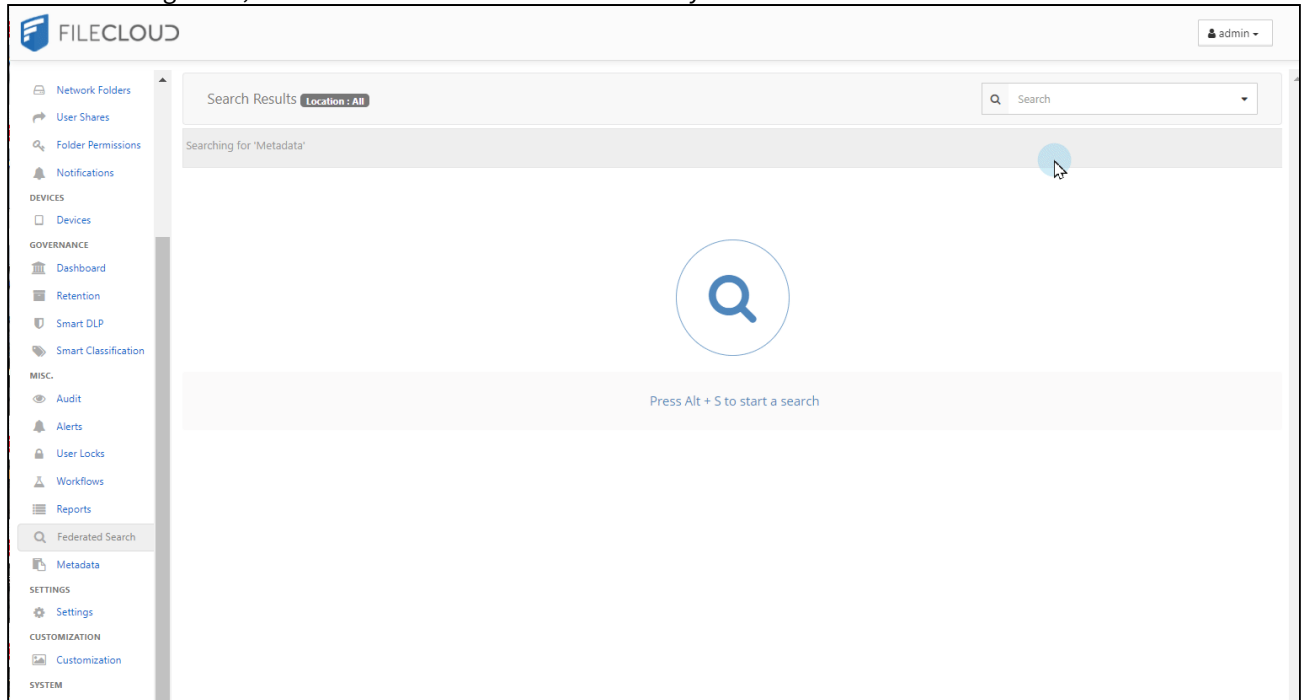 FILECLOUD
admin
Network Folders
User Shares
Folder Permissions
Notifications
DEVICES
Devices
GOVERNANCE
Dashboard
Retention
Smart DLP
Smart Classification
MISC.
Audit
Alerts
User Locks
Workflows
Reports
Federated Search
Metadata
SETTINGS
Settings
CUSTOMIZATION
Customization
SYSTEM
Search Results Location : All
Search
Searching for 'Metadata'
Press Alt + S to start a search